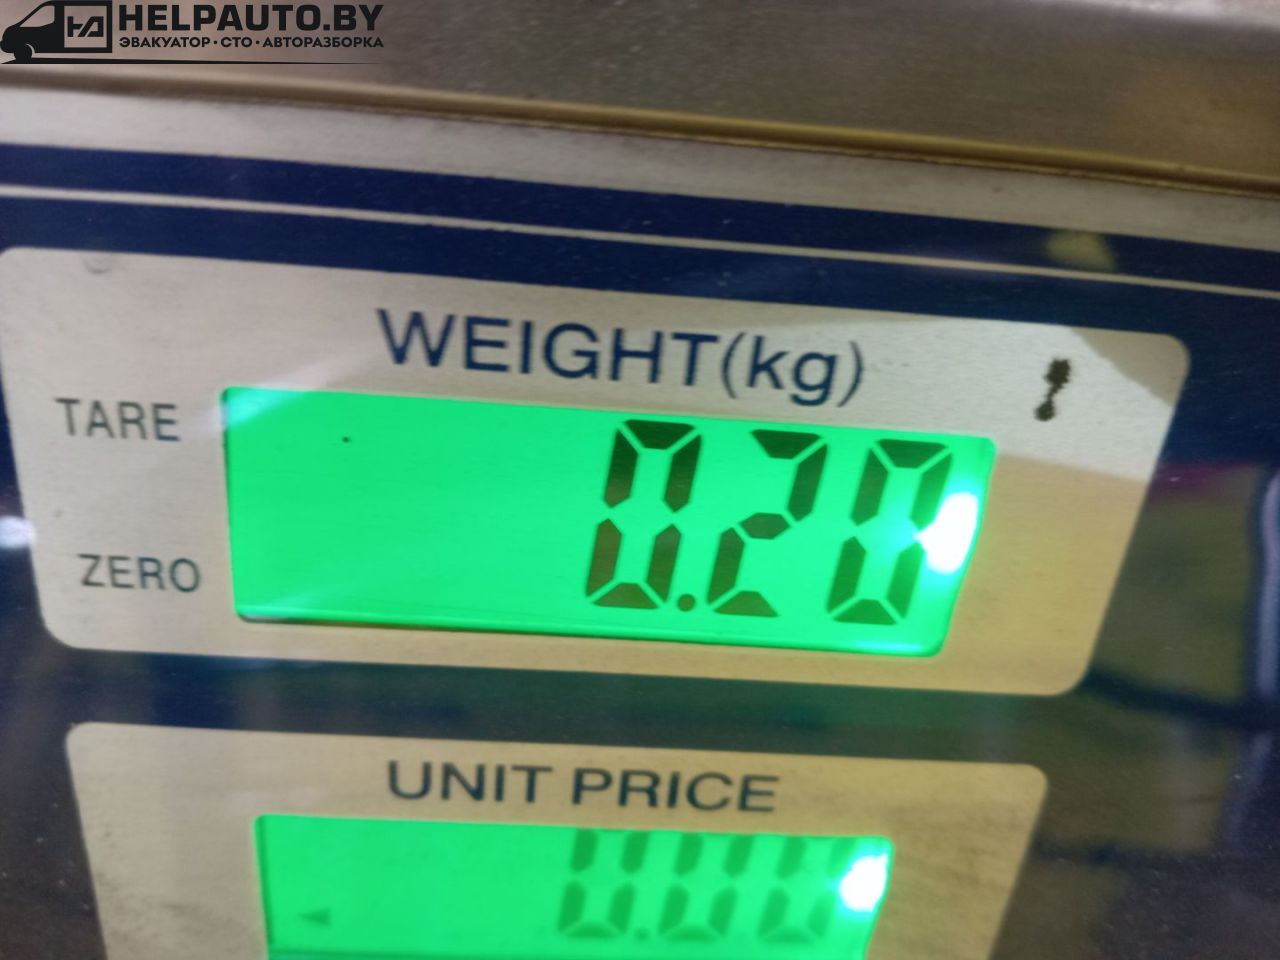 HELPAUTO.BY
ЭВАКУАТОР·СТО·АВТОРАЗБОРКА
WEIGHT(kg)
TARE
0.20
ZERO
UNIT PRICE
0.00